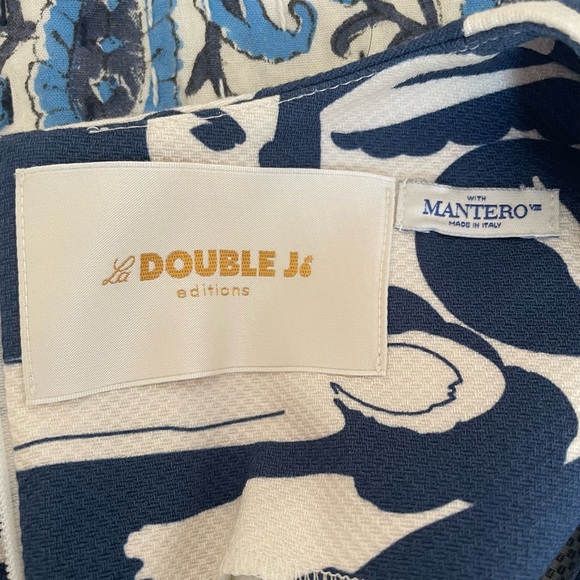 La DOUBLE J
editions
WITH
MANTERO
MADE IN ITALY